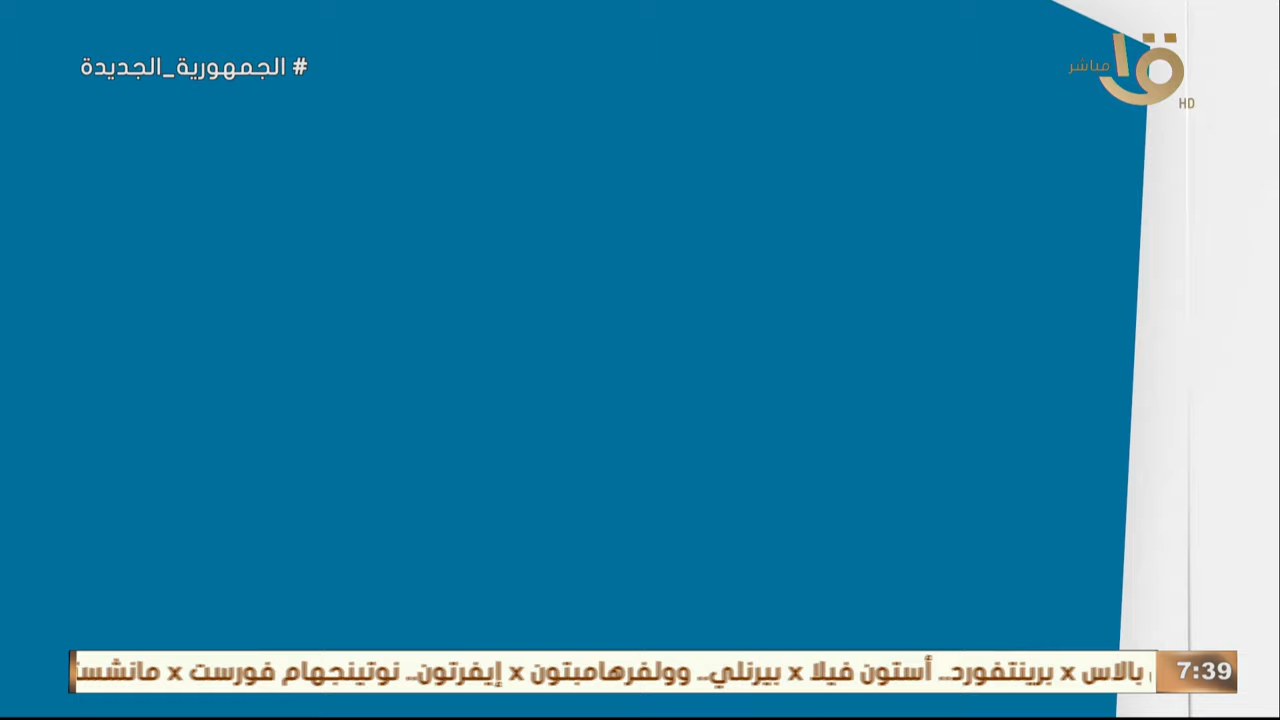 # الجمهورية_الجديدة
مباشر
HD
7:39
بالاس x برينتفورد.. أستون فيلا x بيرنلي.. وولفرهامبتون x إيفرتون.. نوتينجهام فورست x